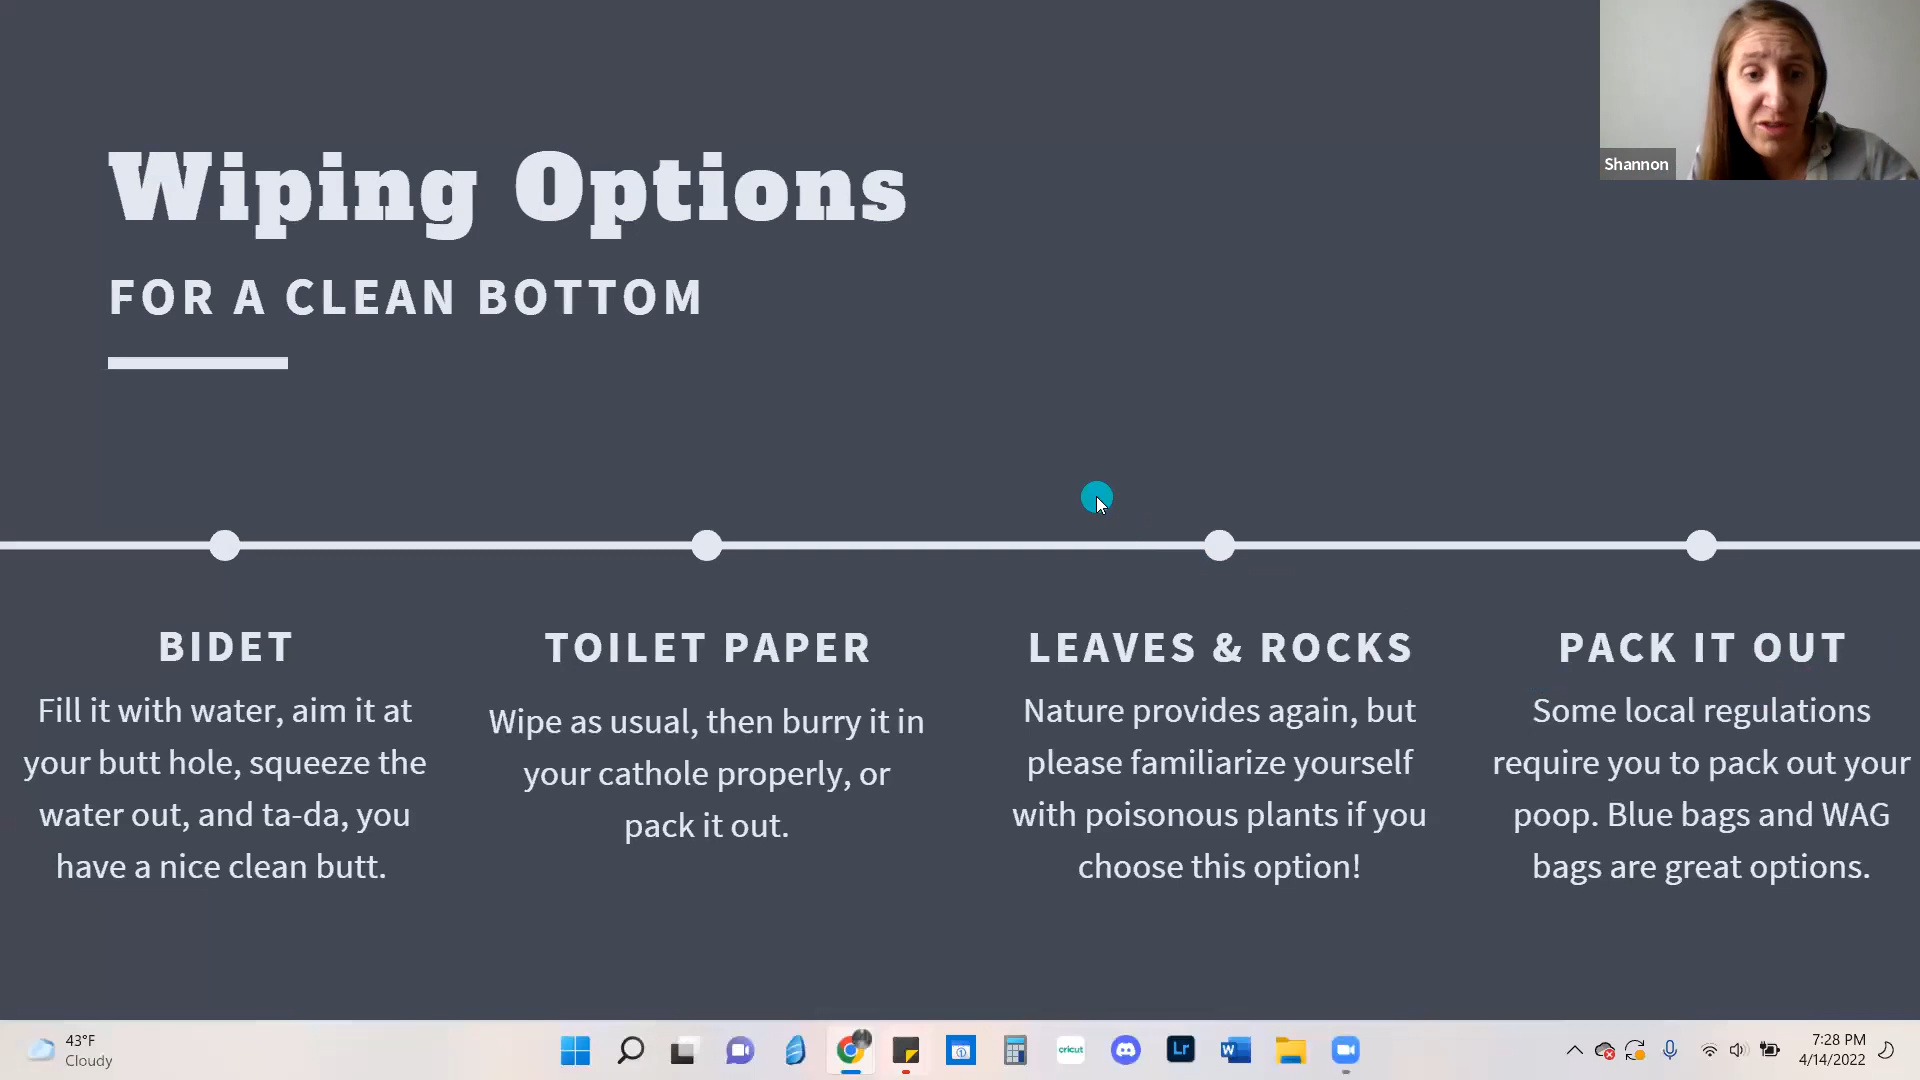 Shannon
Wiping Options
FOR A CLEAN BOTTOM
BIDET
Fill it with water, aim it at
your butt hole, squeeze the
water out, and ta-da, you
have a nice clean butt.
TOILET PAPER
Wipe as usual, then burry it in
your cathole properly, or
pack it out.
LEAVES & ROCKS
Nature provides again, but
please familiarize yourself
with poisonous plants if you
choose this option!
PACK IT OUT
Some local regulations
require you to pack out your
poop. Blue bags and WAG
bags are great options.
43°F
Cloudy
cricut
Lr
W
7:28 PM
4/14/2022